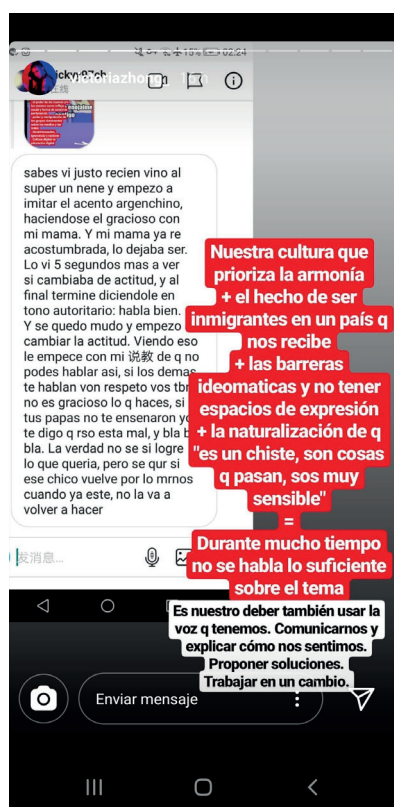 15% 02:24
victoriazhong_
sabes vi justo recien vino al
super un nene y empezo a
imitar el acento argenchino,
haciendose el gracioso con
mi mama. Y mi mama ya re
acostumbrada, lo dejaba ser.
Lo vi 5 segundos mas a ver
si cambiaba de actitud, y al
final termine diciendole en
tono autoritario: habla bien.
Y se quedo mudo y empezo
cambiar la actitud. Viendo eso
le empece con mi 说教 de q no
podes hablar asi, si los demas
te hablan von respeto vos tbr
no es gracioso lo q haces, si
tus papas no te ensenaron yo
te digo q rso esta mal, y bla b
bla. La verdad no se si logre
lo que queria, pero se qur si
ese chico vuelve por lo mrnos
cuando ya este, no la va a
volver a hacer
Nuestra cultura que
prioriza la armonía
+ el hecho de ser
inmigrantes en un país q
nos recibe
+ las barreras
ideomaticas y no tener
espacios de expresión
+ la naturalización de q
"es un chiste, son cosas
q pasan, sos muy
sensible"
=
Durante mucho tiempo
no se habla lo suficiente
sobre el tema
Es nuestro deber también usar la
voz q tenemos. Comunicarnos y
explicar cómo nos sentimos.
Proponer soluciones.
Trabajar en un cambio.
发消息...
Enviar mensaje